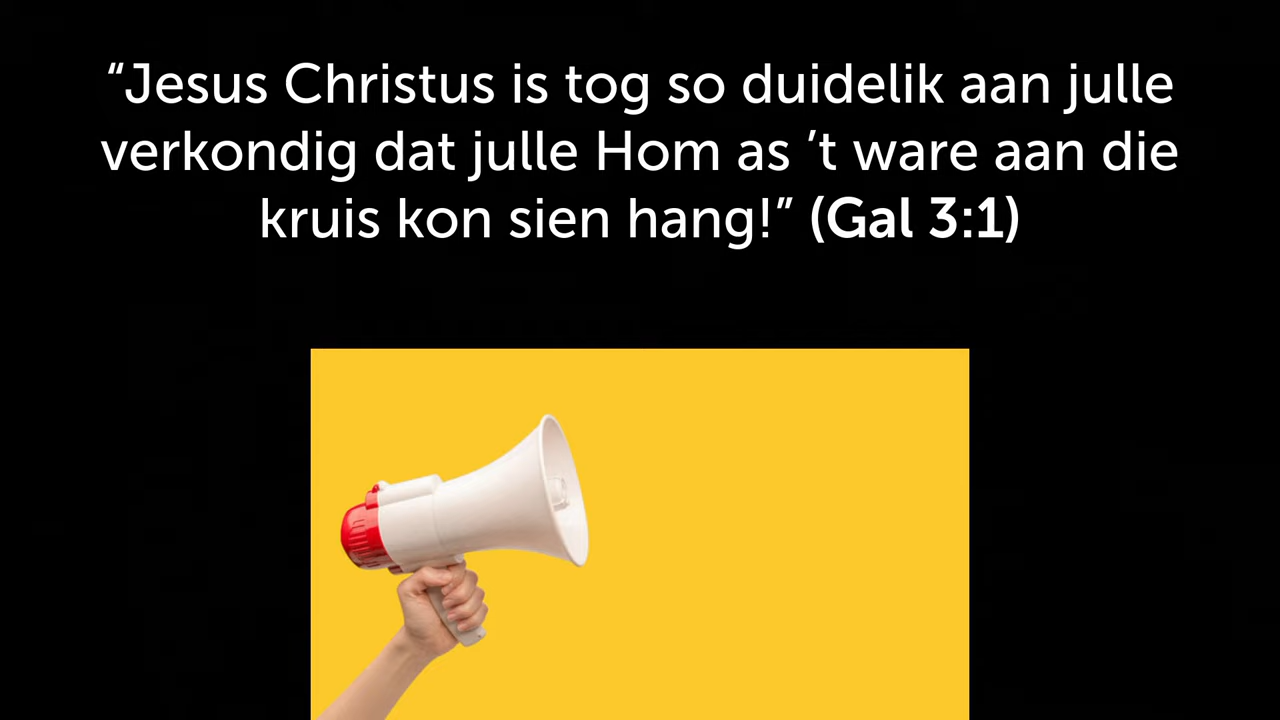 “Jesus Christus is tog so duidelik aan julle
verkondig dat julle Hom as ’t ware aan die
kruis kon sien hang!” (Gal 3:1)